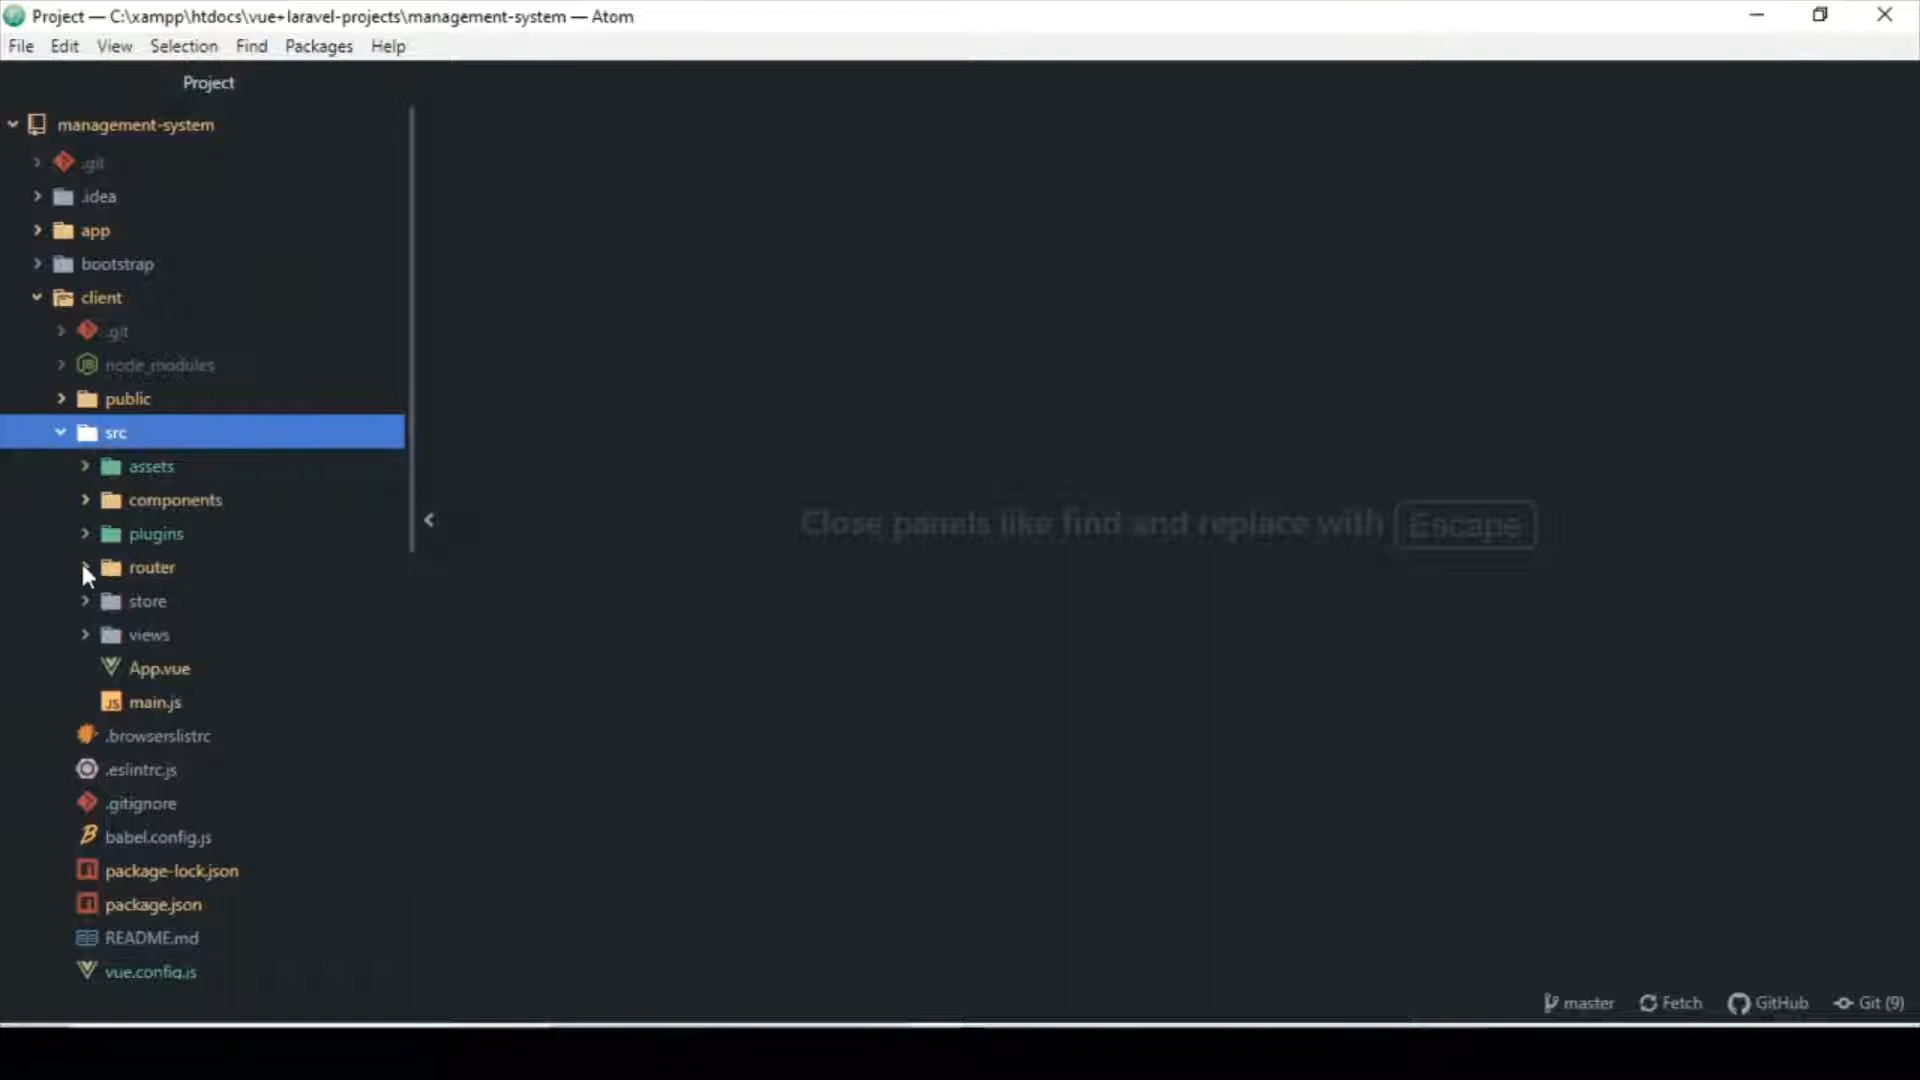 Project — C:\xampp\htdocs\vue+laravel-projects\management-system — Atom
File Edit View Selection Find Packages Help
Project
management-system
.git
.idea
app
bootstrap
client
.git
node_modules
public
src
assets
components
plugins
Close panels like find and replace with Escape
router
store
views
App.vue
main.js
.browserslistrc
.eslintrc.js
.gitignore
babel.config.js
package-lock.json
package.json
README.md
vue.config.js
master Fetch GitHub Git (9)